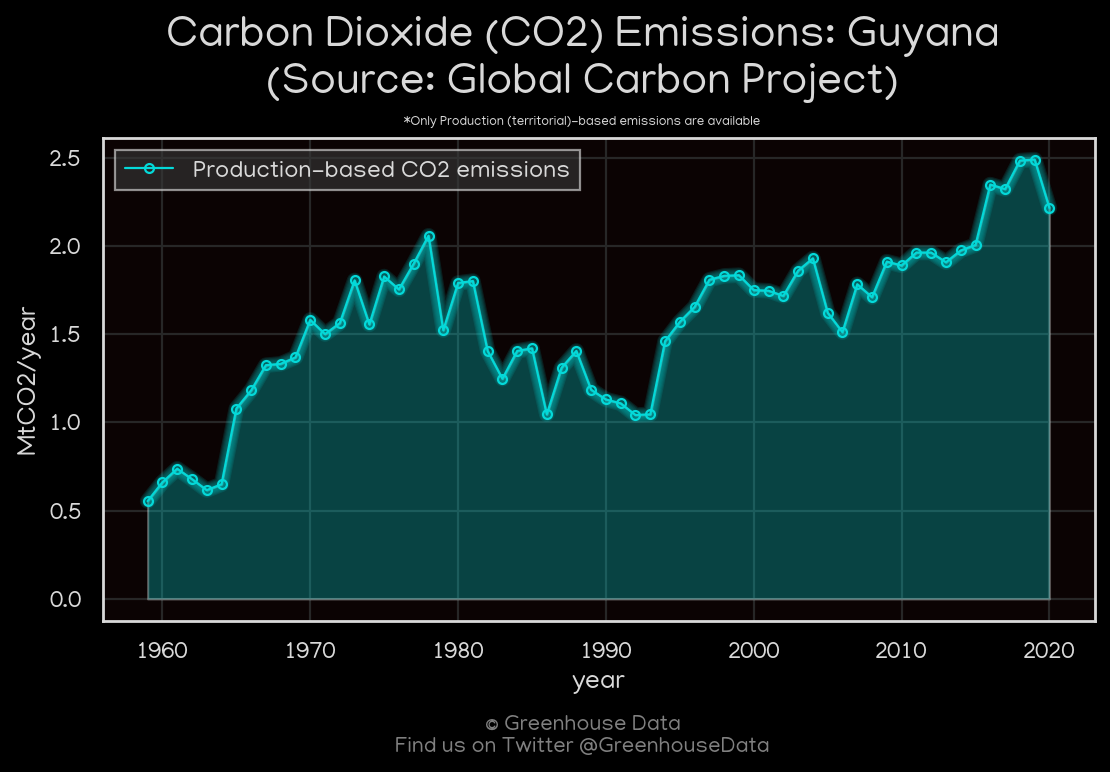 Carbon Dioxide (CO2) Emissions: Guyana
(Source: Global Carbon Project)
*Only Production (territorial)-based emissions are available
Production-based CO2 emissions
2.5
2.0
1.5
1.0
0.5
0.0
MtCO2/year
1960 1970 1980 1990 2000 2010 2020
year
© Greenhouse Data
Find us on Twitter @GreenhouseData